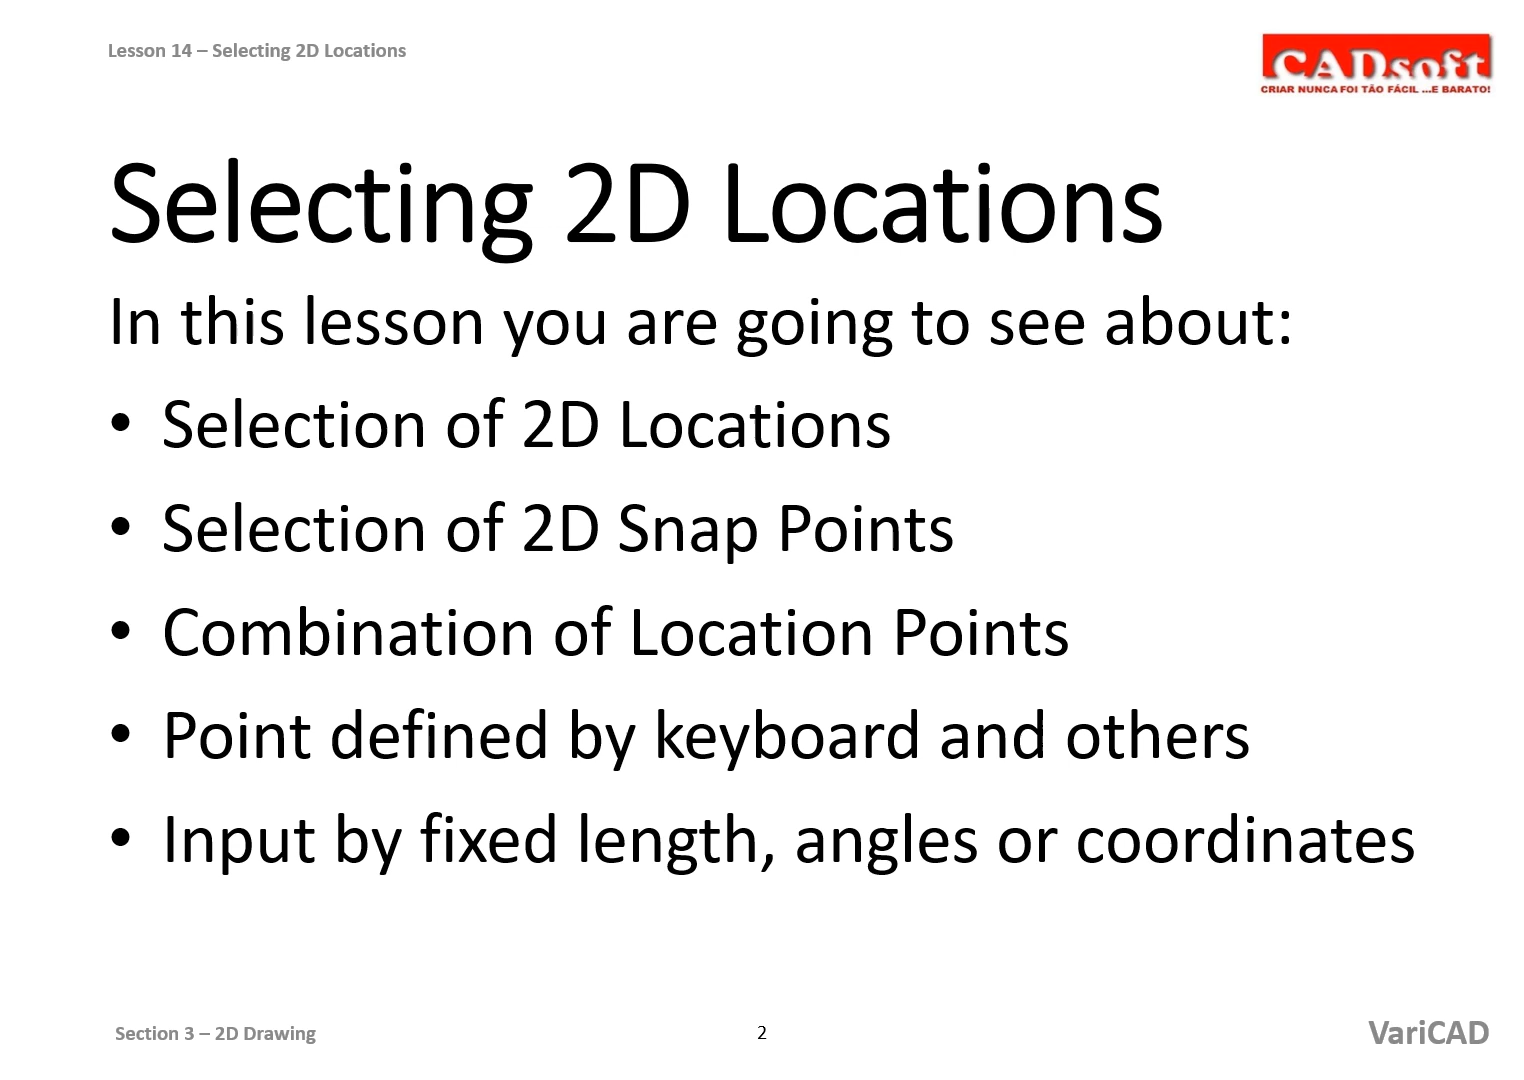 Lesson 14 – Selecting 2D Locations
CADsoft
CRIAR NUNCA FOI TÃO FÁCIL ...E BARATO!
Selecting 2D Locations
In this lesson you are going to see about:
• Selection of 2D Locations
• Selection of 2D Snap Points
• Combination of Location Points
• Point defined by keyboard and others
• Input by fixed length, angles or coordinates
Section 3 – 2D Drawing
2
VariCAD